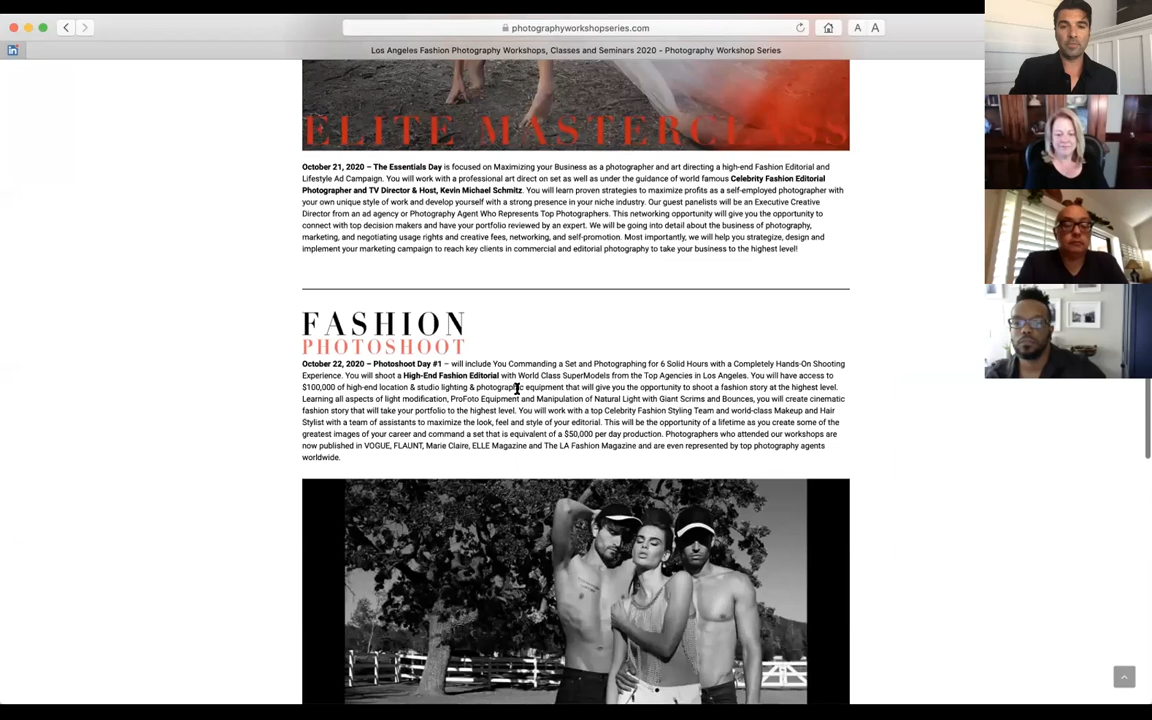 photographyworkshopseries.com
A A
Los Angeles Fashion Photography Workshops, Classes and Seminars 2020 - Photography Workshop Series
in
ELITE MASTERCLASS
October 21, 2020 – The Essentials Day is focused on Maximizing your Business as a photographer and art directing a high-end Fashion Editorial and
Lifestyle Ad Campaign. You will work with a professional art direct on set as well as under the guidance of world famous Celebrity Fashion Editorial
Photographer and TV Director & Host, Kevin Michael Schmitz. You will learn proven strategies to maximize profits as a self-employed photographer with
your own unique style of work and develop yourself with a strong presence in your niche industry. Our guest panelists will be an Executive Creative
Director from an ad agency or Photography Agent Who Represents Top Photographers. This networking opportunity will give you the opportunity to
connect with top decision makers and have your portfolio reviewed by an expert. We will be going into detail about the business of photography,
marketing, and negotiating usage rights and creative fees, networking, and self-promotion. Most importantly, we will help you strategize, design and
implement your marketing campaign to reach key clients in commercial and editorial photography to take your business to the highest level!
FASHION
PHOTOSHOOT
October 22, 2020 – Photoshoot Day #1 – will include You Commanding a Set and Photographing for 6 Solid Hours with a Completely Hands-On Shooting
Experience. You will shoot a High-End Fashion Editorial with World Class SuperModels from the Top Agencies in Los Angeles. You will have access to
$100,000 of high-end location & studio lighting & photographic equipment that will give you the opportunity to shoot a fashion story at the highest level.
Learning all aspects of light modification, ProFoto Equipment and Manipulation of Natural Light with Giant Scrims and Bounces, you will create cinematic
fashion story that will take your portfolio to the highest level. You will work with a top Celebrity Fashion Styling Team and world-class Makeup and Hair
Stylist with a team of assistants to maximize the look, feel and style of your editorial. This will be the opportunity of a lifetime as you create some of the
greatest images of your career and command a set that is equivalent of a $50,000 per day production. Photographers who attended our workshops are
now published in VOGUE, FLAUNT, Marie Claire, ELLE Magazine and The LA Fashion Magazine and are even represented by top photography agents
worldwide.